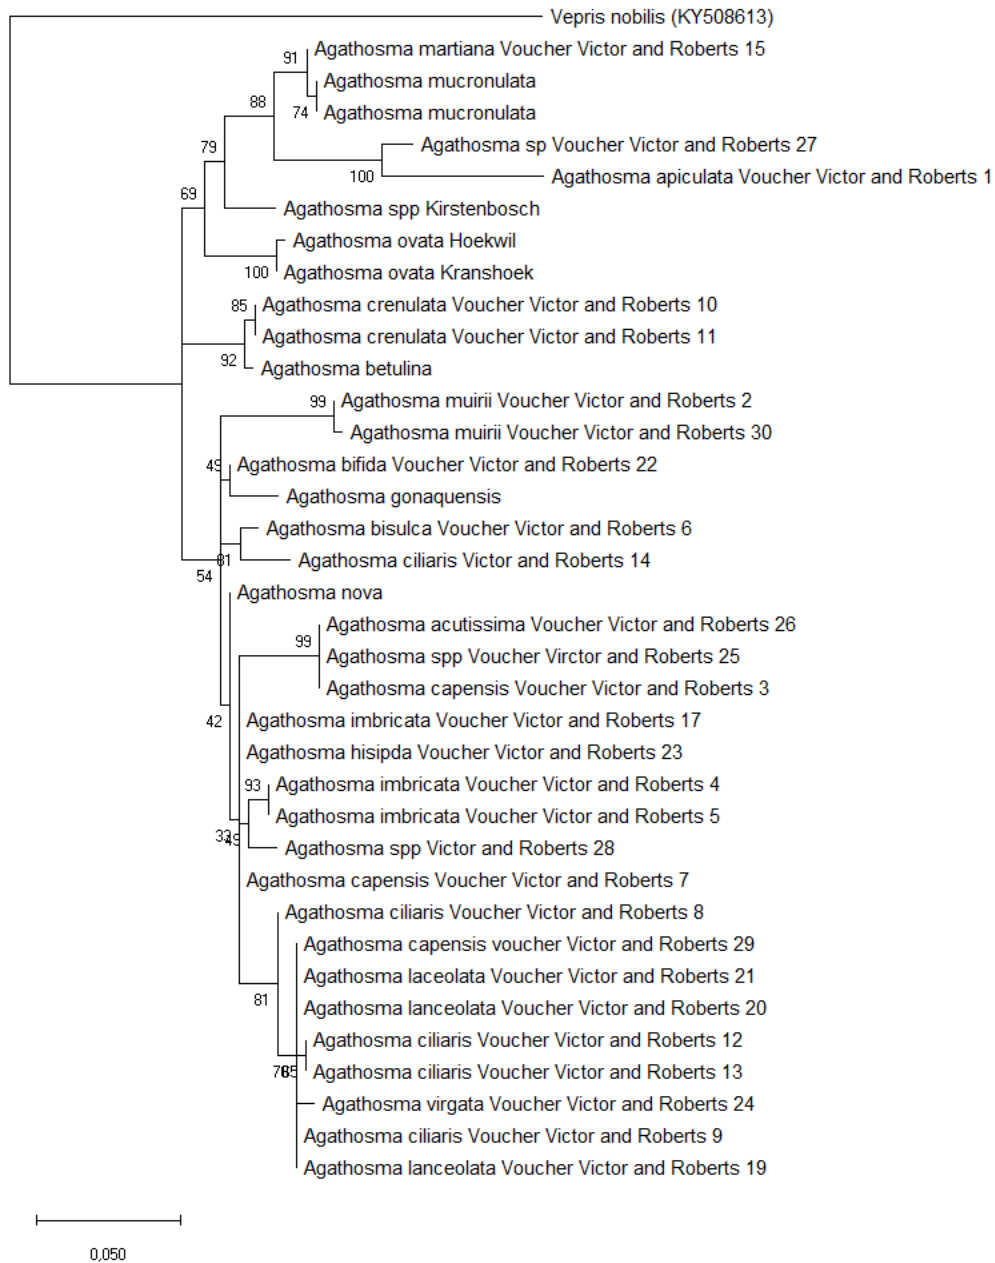 Vepris nobilis (KY508613)
Agathosma martiana Voucher Victor and Roberts 15
91
Agathosma mucronulata
88
Agathosma mucronulata
74
Agathosma sp Voucher Victor and Roberts 27
79
Agathosma apiculata Voucher Victor and Roberts 1
100
69
Agathosma spp Kirstenbosch
Agathosma ovata Hoekwil
Agathosma ovata Kranshoek
100
Agathosma crenulata Voucher Victor and Roberts 10
85
Agathosma crenulata Voucher Victor and Roberts 11
92
Agathosma betulina
Agathosma muirii Voucher Victor and Roberts 2
99
Agathosma muirii Voucher Victor and Roberts 30
49
Agathosma bifida Voucher Victor and Roberts 22
Agathosma gonaquensis
Agathosma bisulca Voucher Victor and Roberts 6
81
Agathosma ciliaris Victor and Roberts 14
54
Agathosma nova
Agathosma acutissima Voucher Victor and Roberts 26
99
Agathosma spp Voucher Virctor and Roberts 25
Agathosma capensis Voucher Victor and Roberts 3
42
Agathosma imbricata Voucher Victor and Roberts 17
Agathosma hisipda Voucher Victor and Roberts 23
93
Agathosma imbricata Voucher Victor and Roberts 4
Agathosma imbricata Voucher Victor and Roberts 5
33
49
Agathosma spp Victor and Roberts 28
Agathosma capensis Voucher Victor and Roberts 7
Agathosma ciliaris Voucher Victor and Roberts 8
Agathosma capensis voucher Victor and Roberts 29
Agathosma laceolata Voucher Victor and Roberts 21
81
Agathosma lanceolata Voucher Victor and Roberts 20
Agathosma ciliaris Voucher Victor and Roberts 12
Agathosma ciliaris Voucher Victor and Roberts 13
65
Agathosma virgata Voucher Victor and Roberts 24
Agathosma ciliaris Voucher Victor and Roberts 9
Agathosma lanceolata Voucher Victor and Roberts 19
0,050